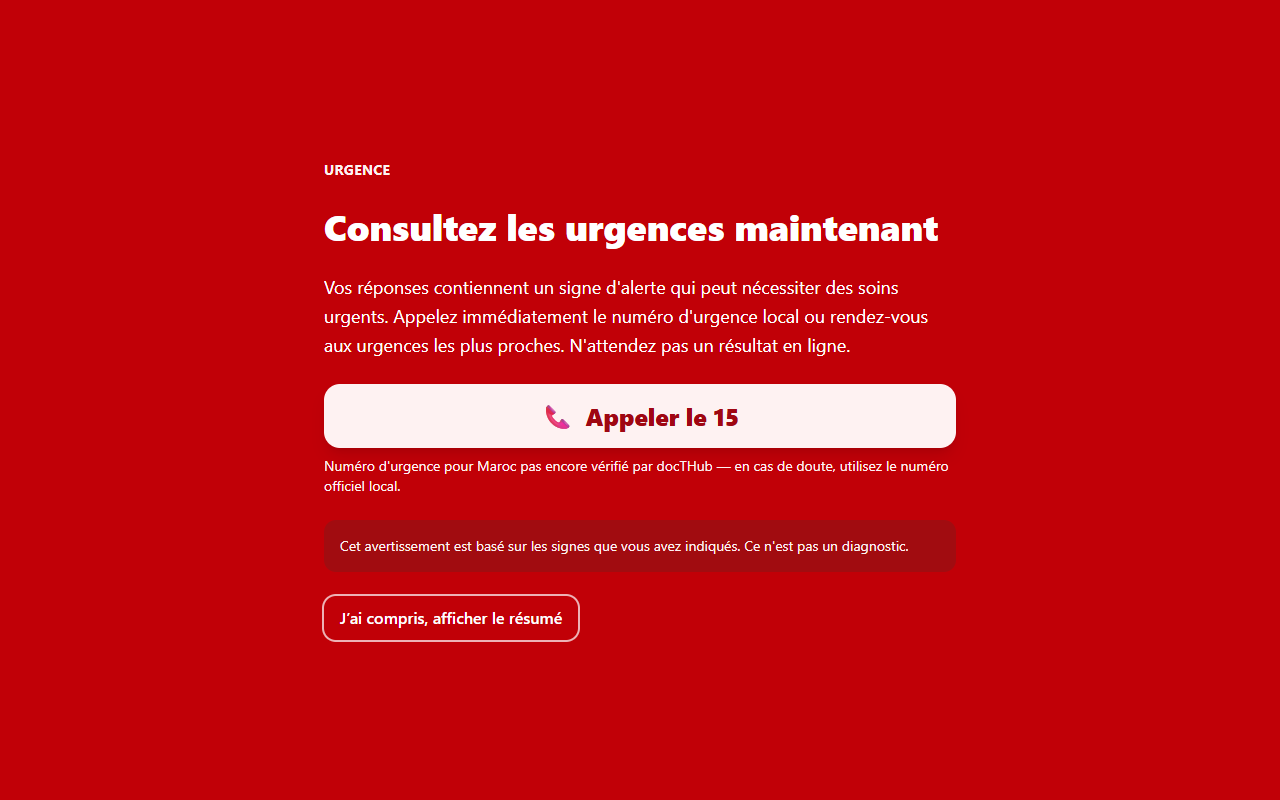 URGENCE
Consultez les urgences maintenant
Vos réponses contiennent un signe d'alerte qui peut nécessiter des soins
urgents. Appelez immédiatement le numéro d'urgence local ou rendez-vous
aux urgences les plus proches. N'attendez pas un résultat en ligne.
Appeler le 15
Numéro d'urgence pour Maroc pas encore vérifié par docTHub — en cas de doute, utilisez le numéro
officiel local.
Cet avertissement est basé sur les signes que vous avez indiqués. Ce n'est pas un diagnostic.
J’ai compris, afficher le résumé